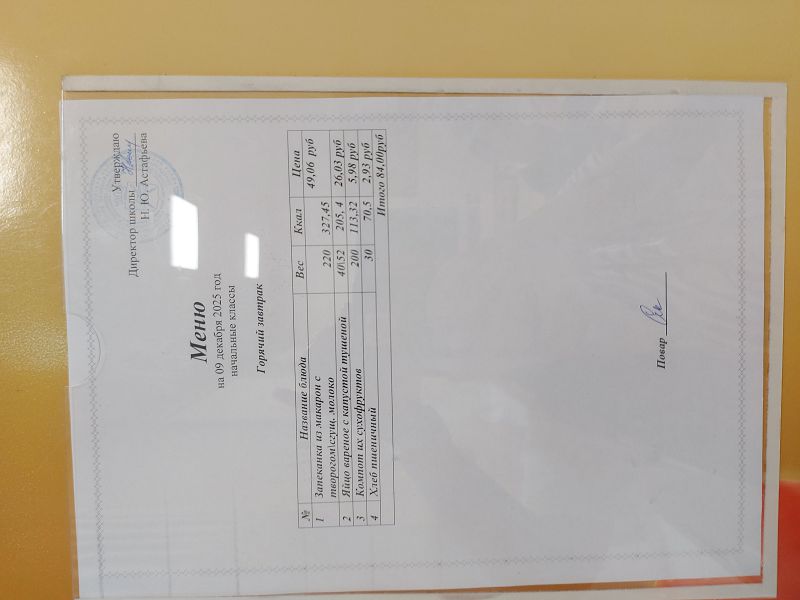 Утверждаю
Директор школы
Н. Ю. Астафьева
Меню
на 09 декабря 2025 год
начальные классы
Горячий завтрак
№ Название блюда Вес Ккал Цена
1 Запеканка из макарон с творогом\сгущ. молоко 220 327,45 49,06 руб
2 Яйцо вареное с капустой тушеной 40\52 205, 4 26,03 руб
3 Компот их сухофруктов 200 113,32 5,98 руб
4 Хлеб пшеничный 30 70,5 2,93 руб
Итого 84,00руб
Повар